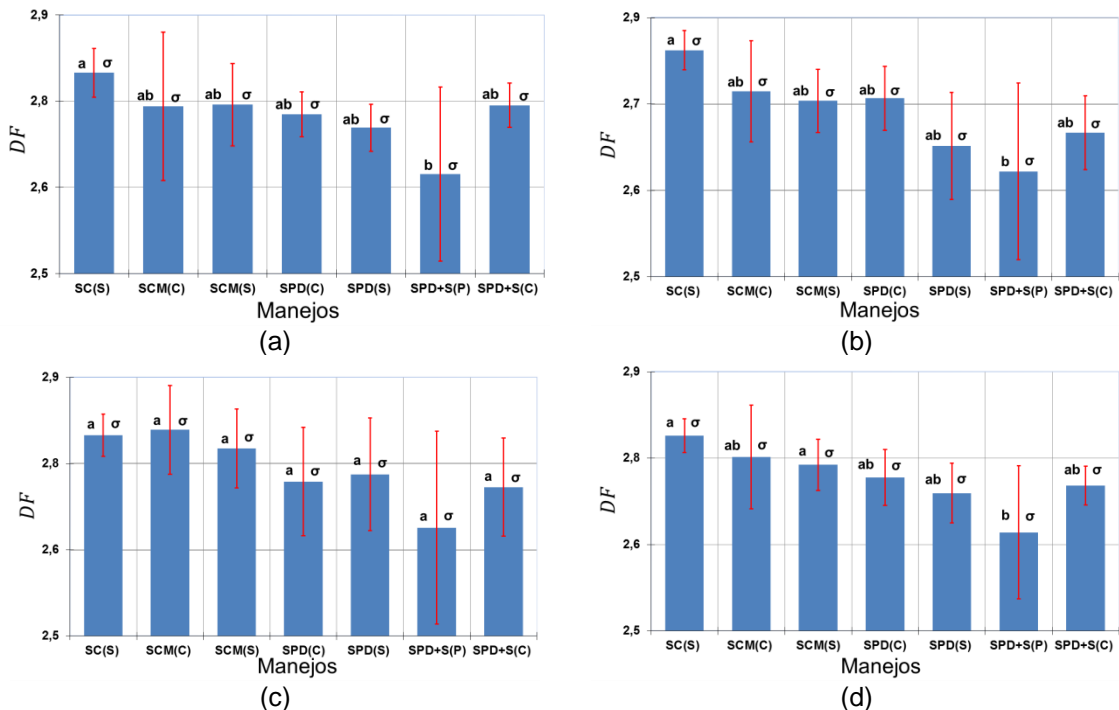 2,9
2,8
2,6
2,5
DF
a σ
ab σ
ab σ
ab σ
ab σ
b σ
ab σ
SC(S) SCM(C) SCM(S) SPD(C) SPD(S) SPD+S(P) SPD+S(C)
Manejos
(a)
2,9
2,7
2,6
2,5
DF
a σ
ab σ
ab σ
ab σ
ab σ
b σ
ab σ
SC(S) SCM(C) SCM(S) SPD(C) SPD(S) SPD+S(P) SPD+S(C)
Manejos
(b)
2,9
2,8
2,6
2,5
DF
a σ
a σ
a σ
a σ
a σ
a σ
a σ
SC(S) SCM(C) SCM(S) SPD(C) SPD(S) SPD+S(P) SPD+S(C)
Manejos
(c)
2,9
2,8
2,6
2,5
DF
a σ
ab σ
a σ
ab σ
ab σ
b σ
ab σ
SC(S) SCM(C) SCM(S) SPD(C) SPD(S) SPD+S(P) SPD+S(C)
Manejos
(d)